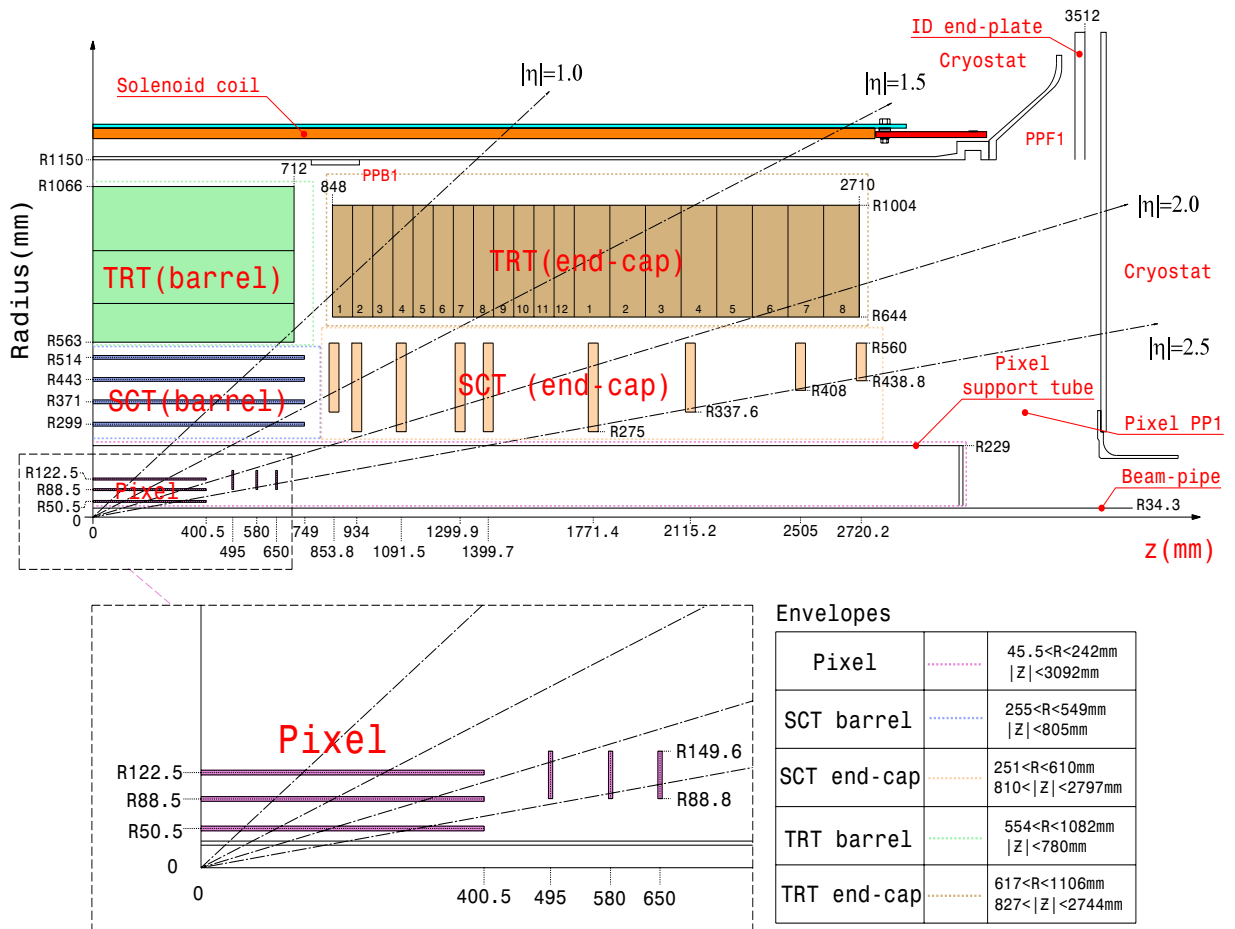 3512
ID end-plate
Cryostat
|η|=1.0
|η|=1.5
Solenoid coil
PPF1
R1150
712
PPB1
R1066
848
2710
R1004
|η|=2.0
Radius(mm)
TRT(barrel)
TRT(end-cap)
Cryostat
1 2 3 4 5 6 7 8 9 10 11 12 1 2 3 4 5 6 7 8
R644
R563
R560
|η|=2.5
R514
R443
SCT(barrel)
SCT (end-cap)
R438.8
R408
Pixel
support tube
R371
R337.6
Pixel PP1
R299
R275
R229
R122.5
R88.5
Pixel
R50.5
Beam-pipe
R34.3
0
0
400.5
580
749
934
1299.9
1771.4
2115.2
2505
2720.2
495
650
853.8
1091.5
1399.7
z(mm)
Pixel
R149.6
R122.5
R88.5
R88.8
R50.5
0
0
400.5
495
580
650
Envelopes
Pixel
45.5<R<242mm
|Z|<3092mm
SCT barrel
255<R<549mm
|Z|<805mm
SCT end-cap
251<R<610mm
810<|Z|<2797mm
TRT barrel
554<R<1082mm
|Z|<780mm
TRT end-cap
617<R<1106mm
827<|Z|<2744mm